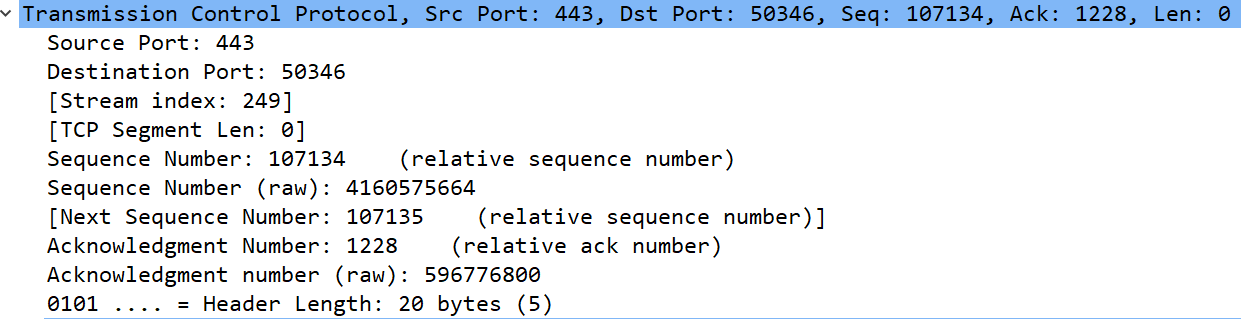 Transmission Control Protocol, Src Port: 443, Dst Port: 50346, Seq: 107134, Ack: 1228, Len: 0
Source Port: 443
Destination Port: 50346
[Stream index: 249]
[TCP Segment Len: 0]
Sequence Number: 107134    (relative sequence number)
Sequence Number (raw): 4160575664
[Next Sequence Number: 107135    (relative sequence number)]
Acknowledgment Number: 1228    (relative ack number)
Acknowledgment number (raw): 596776800
0101 .... = Header Length: 20 bytes (5)